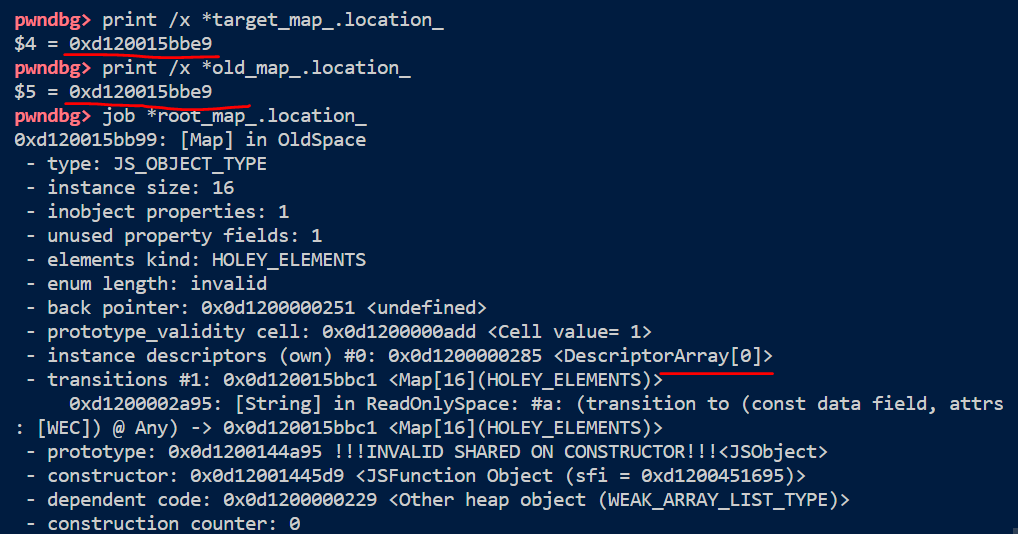 pwndbg> print /x *target_map_.location_
$4 = 0xd120015bbe9
pwndbg> print /x *old_map_.location_
$5 = 0xd120015bbe9
pwndbg> job *root_map_.location_
0xd120015bb99: [Map] in OldSpace
 - type: JS_OBJECT_TYPE
 - instance size: 16
 - inobject properties: 1
 - unused property fields: 1
 - elements kind: HOLEY_ELEMENTS
 - enum length: invalid
 - back pointer: 0x0d1200000251 <undefined>
 - prototype_validity cell: 0x0d1200000add <Cell value= 1>
 - instance descriptors (own) #0: 0x0d1200000285 <DescriptorArray[0]>
 - transitions #1: 0x0d120015bbc1 <Map[16](HOLEY_ELEMENTS)>
     0xd1200002a95: [String] in ReadOnlySpace: #a: (transition to (const data field, attrs
: [WEC]) @ Any) -> 0x0d120015bbc1 <Map[16](HOLEY_ELEMENTS)>
 - prototype: 0x0d1200144a95 !!!INVALID SHARED ON CONSTRUCTOR!!!<JSObject>
 - constructor: 0x0d12001445d9 <JSFunction Object (sfi = 0xd1200451695)>
 - dependent code: 0x0d1200000229 <Other heap object (WEAK_ARRAY_LIST_TYPE)>
 - construction counter: 0